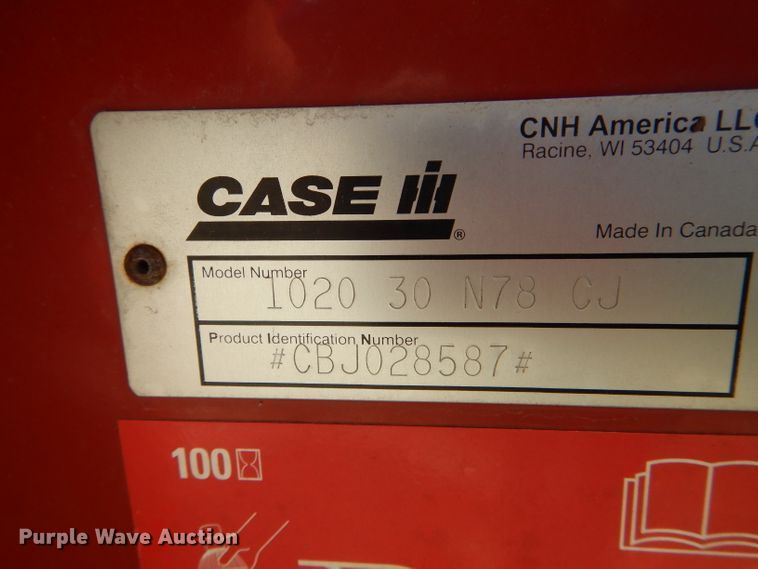 CNH America LLC
Racine, WI 53404 U.S.A
CASE IH
®
Made In Canada
Model Number
1020 30 N78 CJ
Product Identification Number
#CBJ028587#
100
Purple Wave Auction